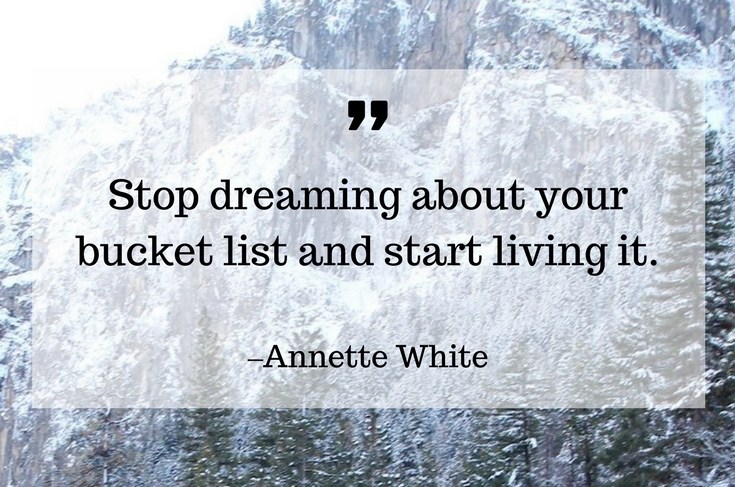 ”
Stop dreaming about your
bucket list and start living it.
–Annette White